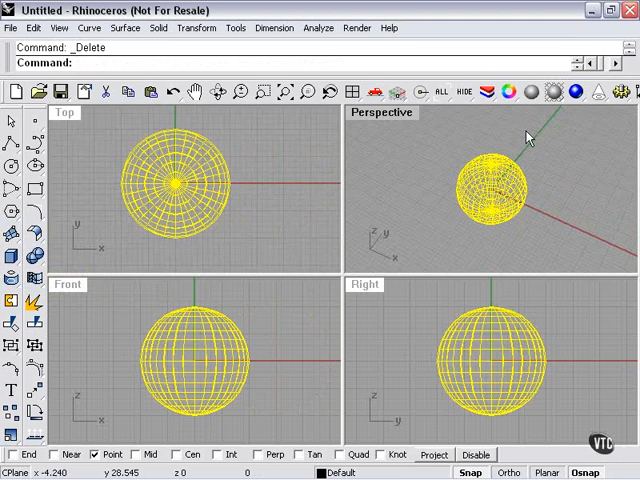 Untitled - Rhinoceros (Not For Resale)
File Edit View Curve Surface Solid Transform Tools Dimension Analyze Render Help
Command: _Delete
Command:
ALL HIDE
Top
Perspective
y
x
z
y
x
Front
Right
z
x
z
y
T
VTC
End Near Point Mid Cen Int Perp Tan Quad Knot Project Disable
CPlane x -4.240 y 28.545 z 0 0 Default Snap Ortho Planar Osnap